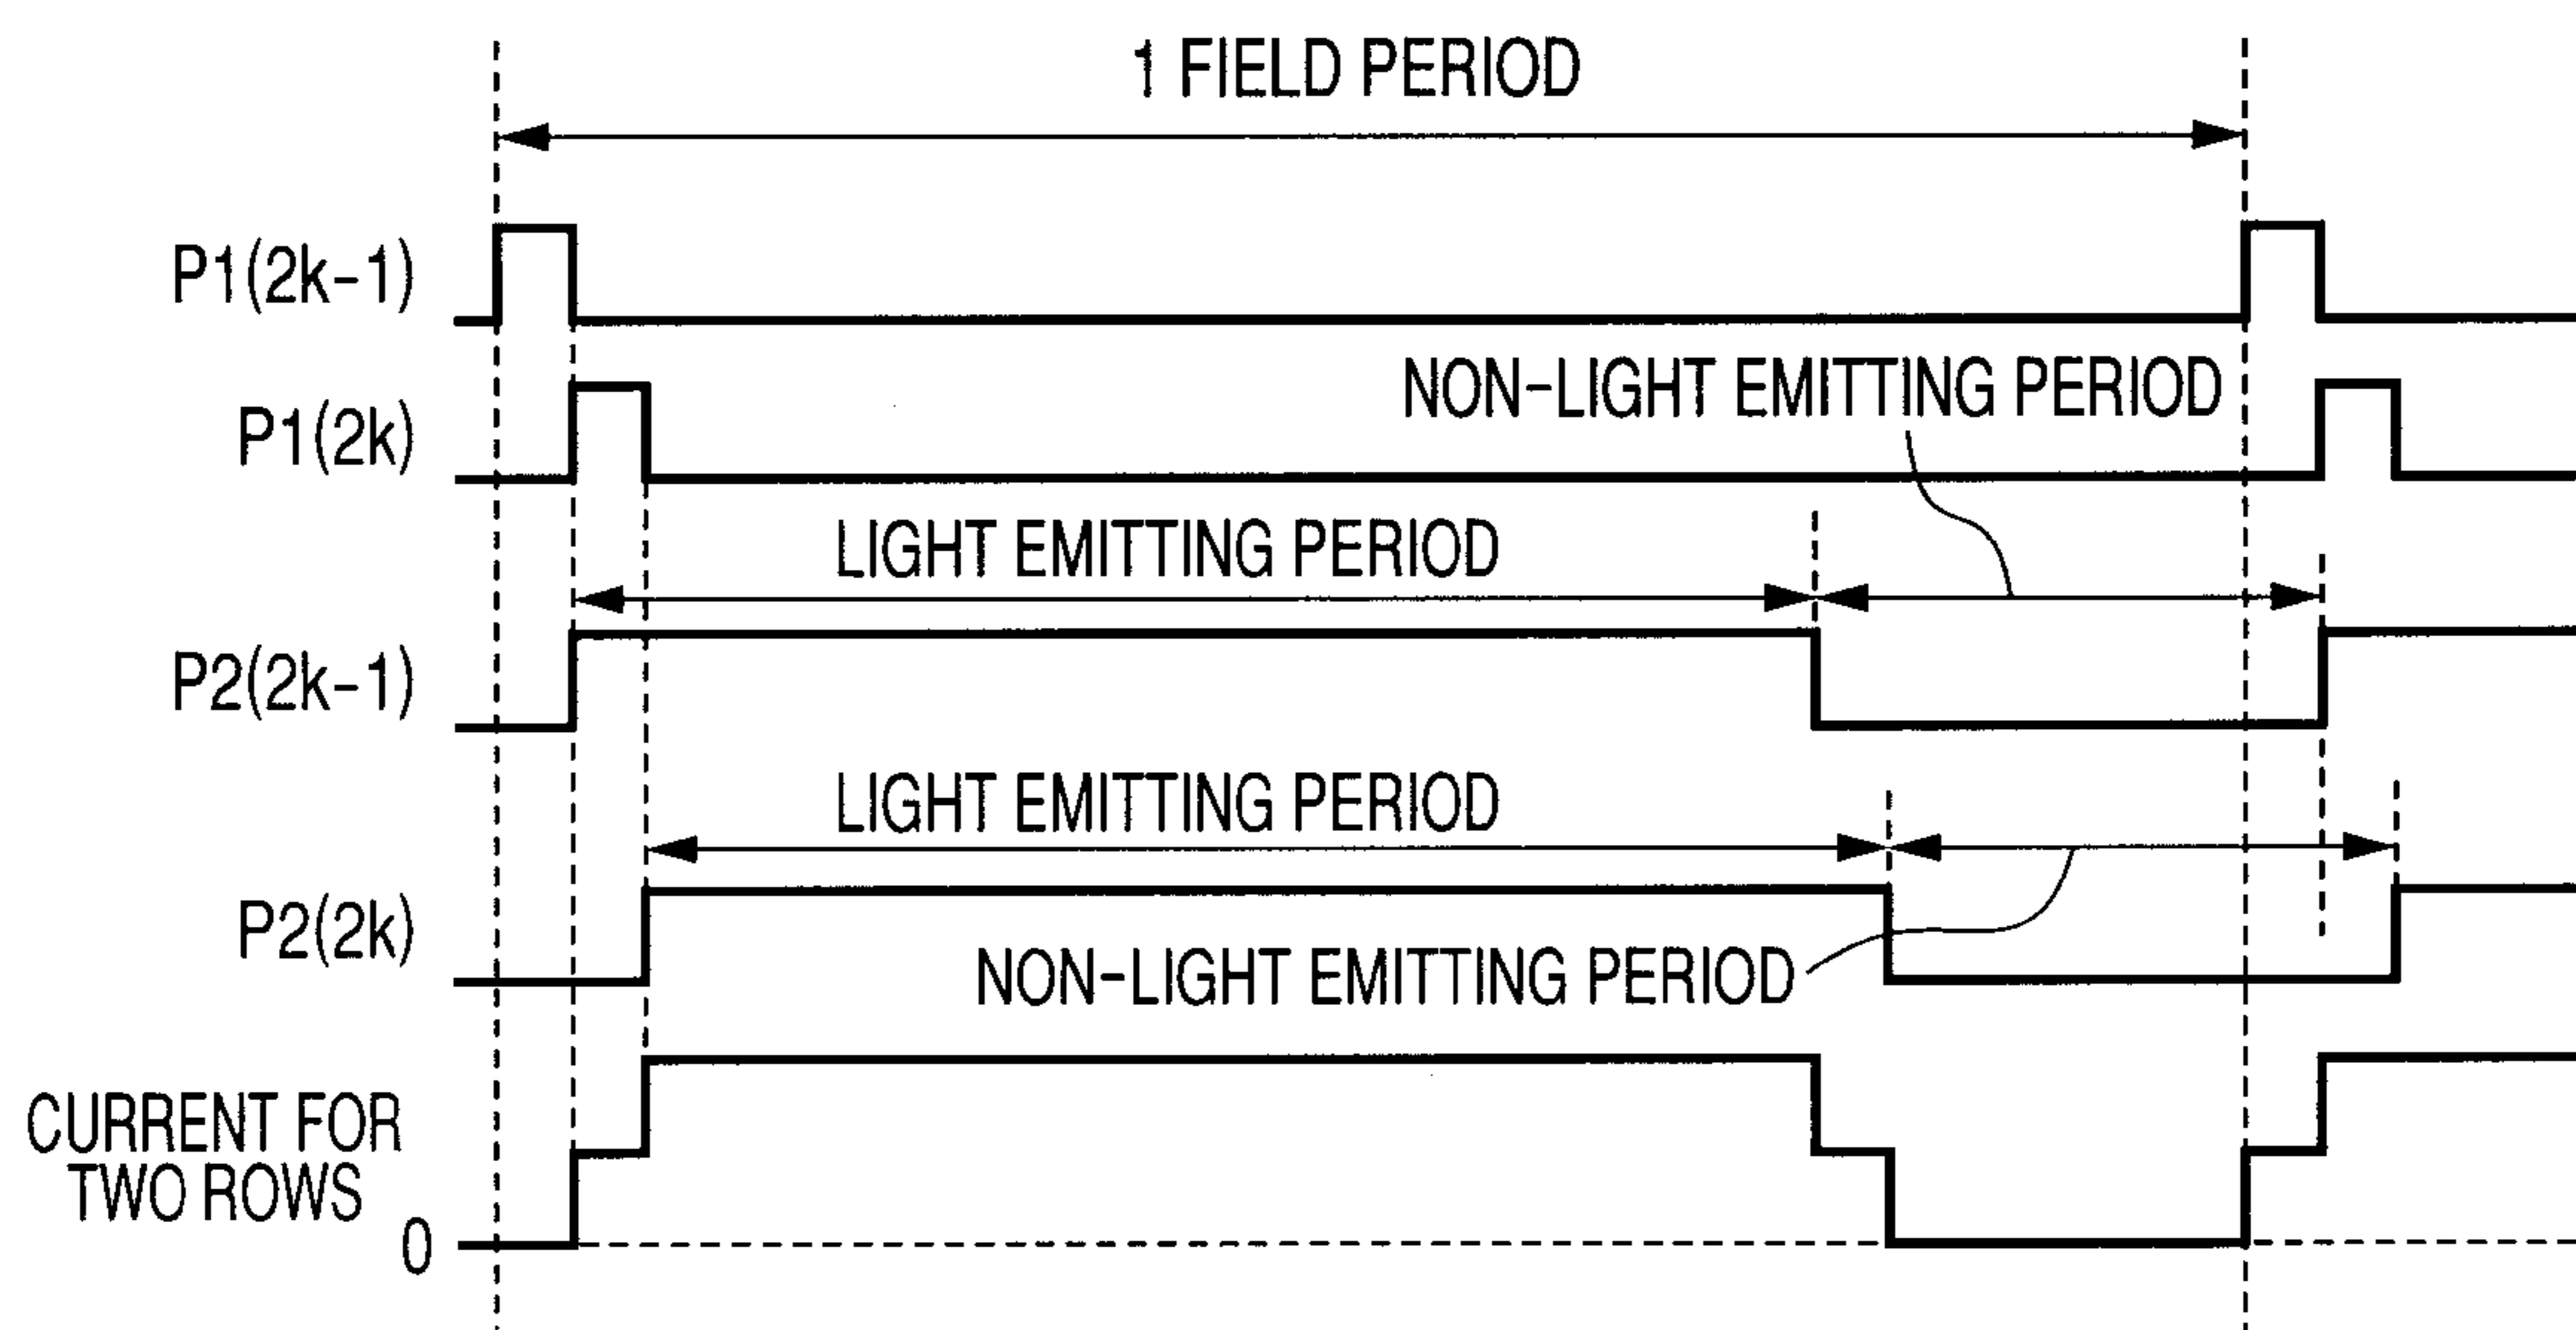 1 FIELD PERIOD
P1(2k-1)
NON-LIGHT EMITTING PERIOD
P1(2k)
LIGHT EMITTING PERIOD
P2(2k-1)
LIGHT EMITTING PERIOD
P2(2k)
NON-LIGHT EMITTING PERIOD
CURRENT FOR
TWO ROWS
0